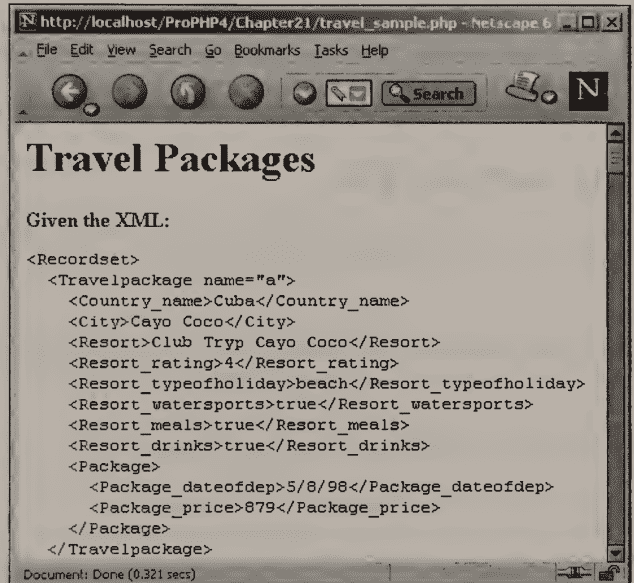 http://localhost/ProPHP4/Chapter21/travel_sample.php - Netscape 6
File Edit View Search Go Bookmarks Tasks Help
Search
N
Travel Packages
Given the XML:
<Recordset>
<Travelpackage name="a">
<Country_name>Cuba</Country_name>
<City>Cayo Coco</City>
<Resort>Club Tryp Cayo Coco</Resort>
<Resort_rating>4</Resort_rating>
<Resort_typeofholiday>beach</Resort_typeofholiday>
<Resort_watersports>true</Resort_watersports>
<Resort_meals>true</Resort_meals>
<Resort_drinks>true</Resort_drinks>
<Package>
<Package_dateofdep>5/8/98</Package_dateofdep>
<Package_price>879</Package_price>
</Package>
</Travelpackage>
Document: Done (0.321 secs)